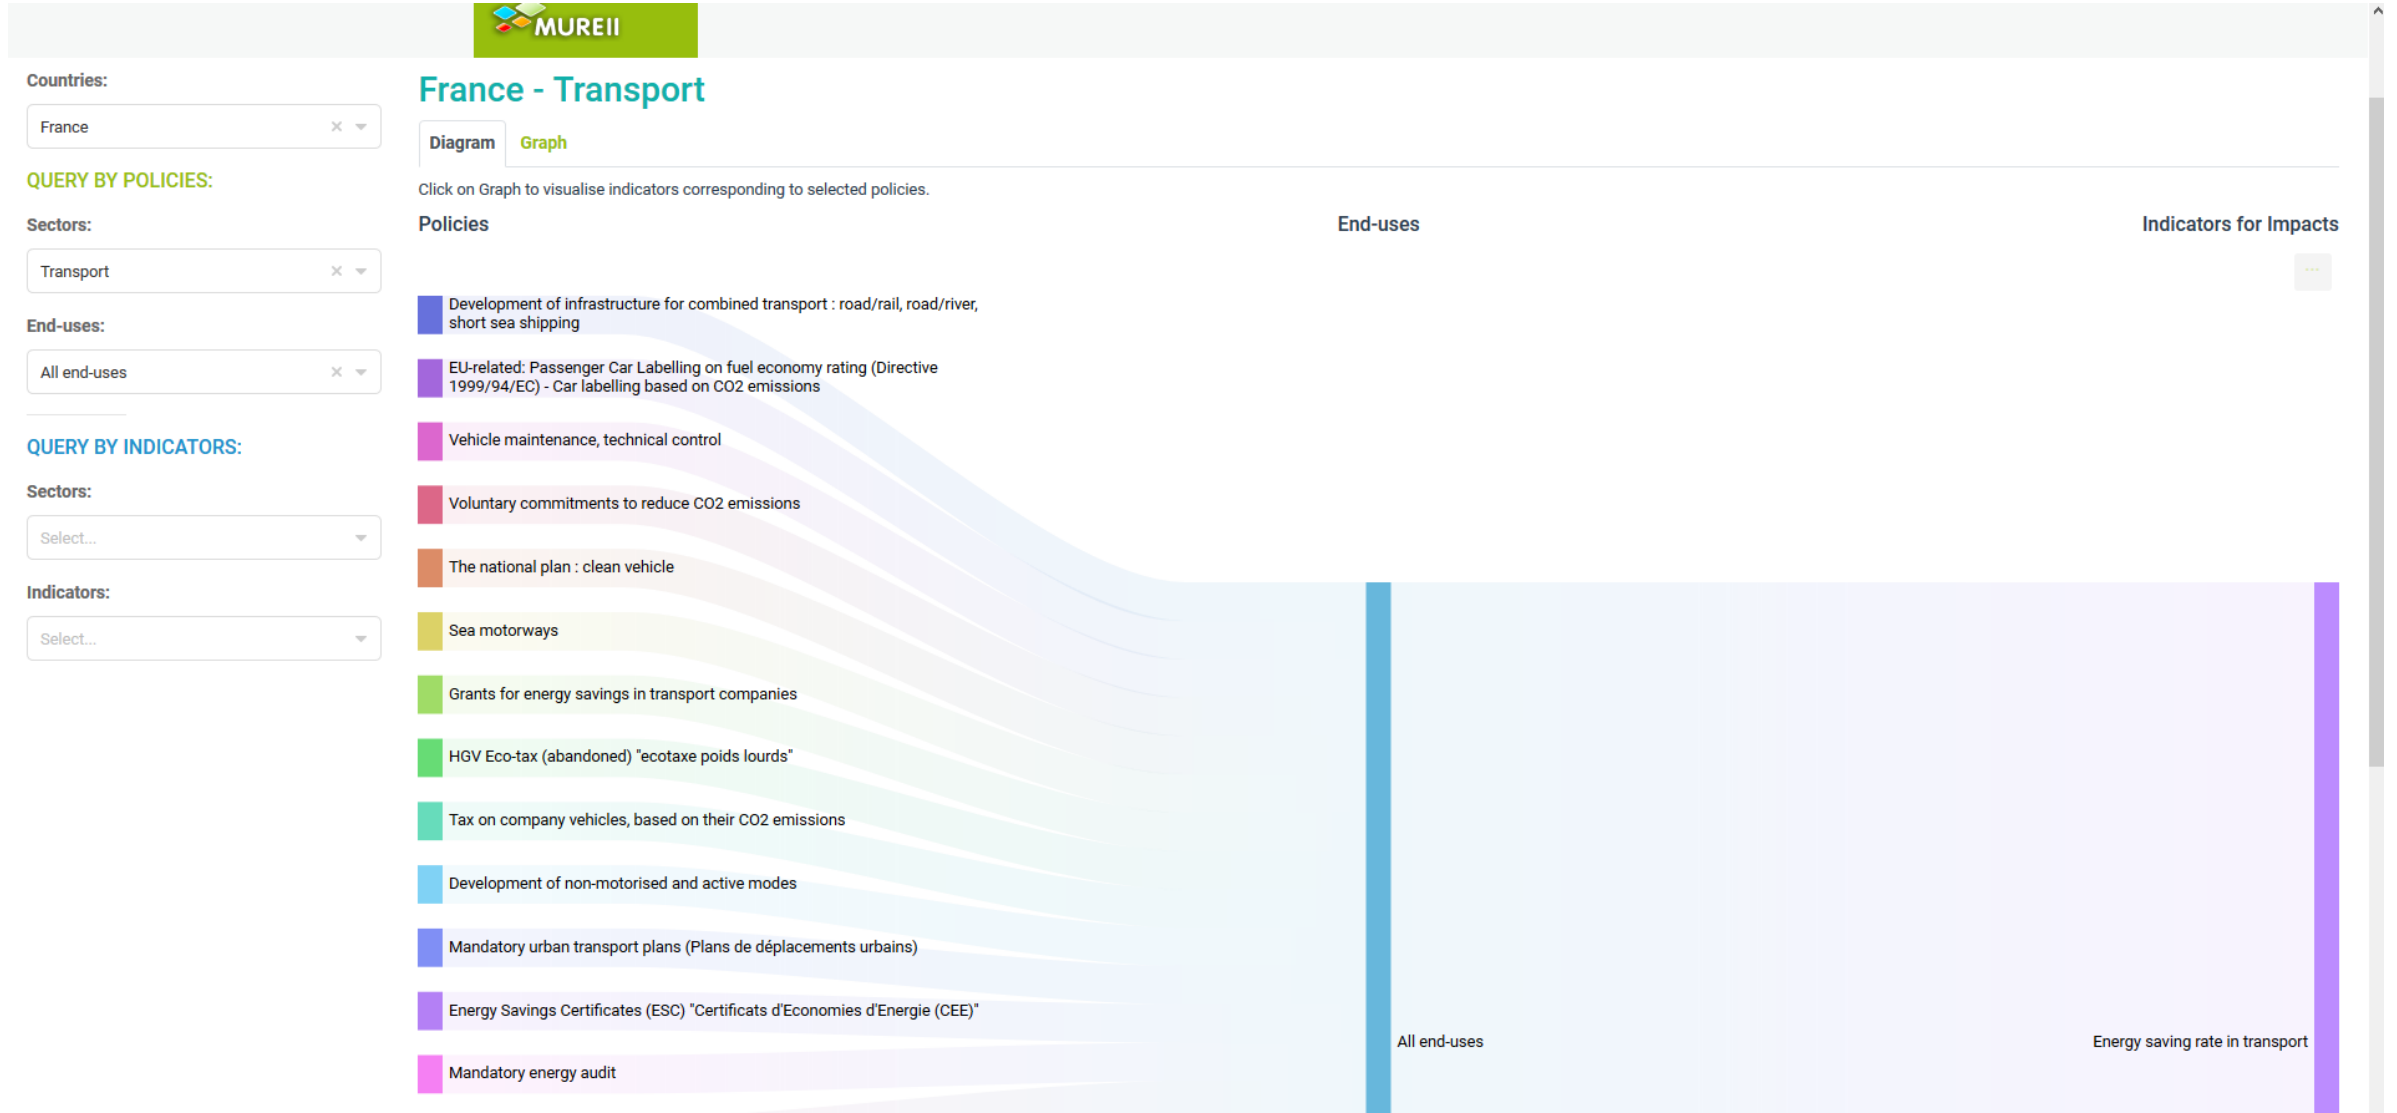 MUREII
Countries:
France
QUERY BY POLICIES:
Sectors:
Transport
End-uses:
All end-uses
QUERY BY INDICATORS:
Sectors:
Select...
Indicators:
Select...
France - Transport
Diagram
Graph
Click on Graph to visualise indicators corresponding to selected policies.
Policies
End-uses
Indicators for Impacts
...
Development of infrastructure for combined transport : road/rail, road/river,
short sea shipping
EU-related: Passenger Car Labelling on fuel economy rating (Directive
1999/94/EC) - Car labelling based on CO2 emissions
Vehicle maintenance, technical control
Voluntary commitments to reduce CO2 emissions
The national plan : clean vehicle
Sea motorways
Grants for energy savings in transport companies
HGV Eco-tax (abandoned) "ecotaxe poids lourds"
Tax on company vehicles, based on their CO2 emissions
Development of non-motorised and active modes
Mandatory urban transport plans (Plans de déplacements urbains)
Energy Savings Certificates (ESC) "Certificats d'Economies d'Energie (CEE)"
Mandatory energy audit
All end-uses
Energy saving rate in transport